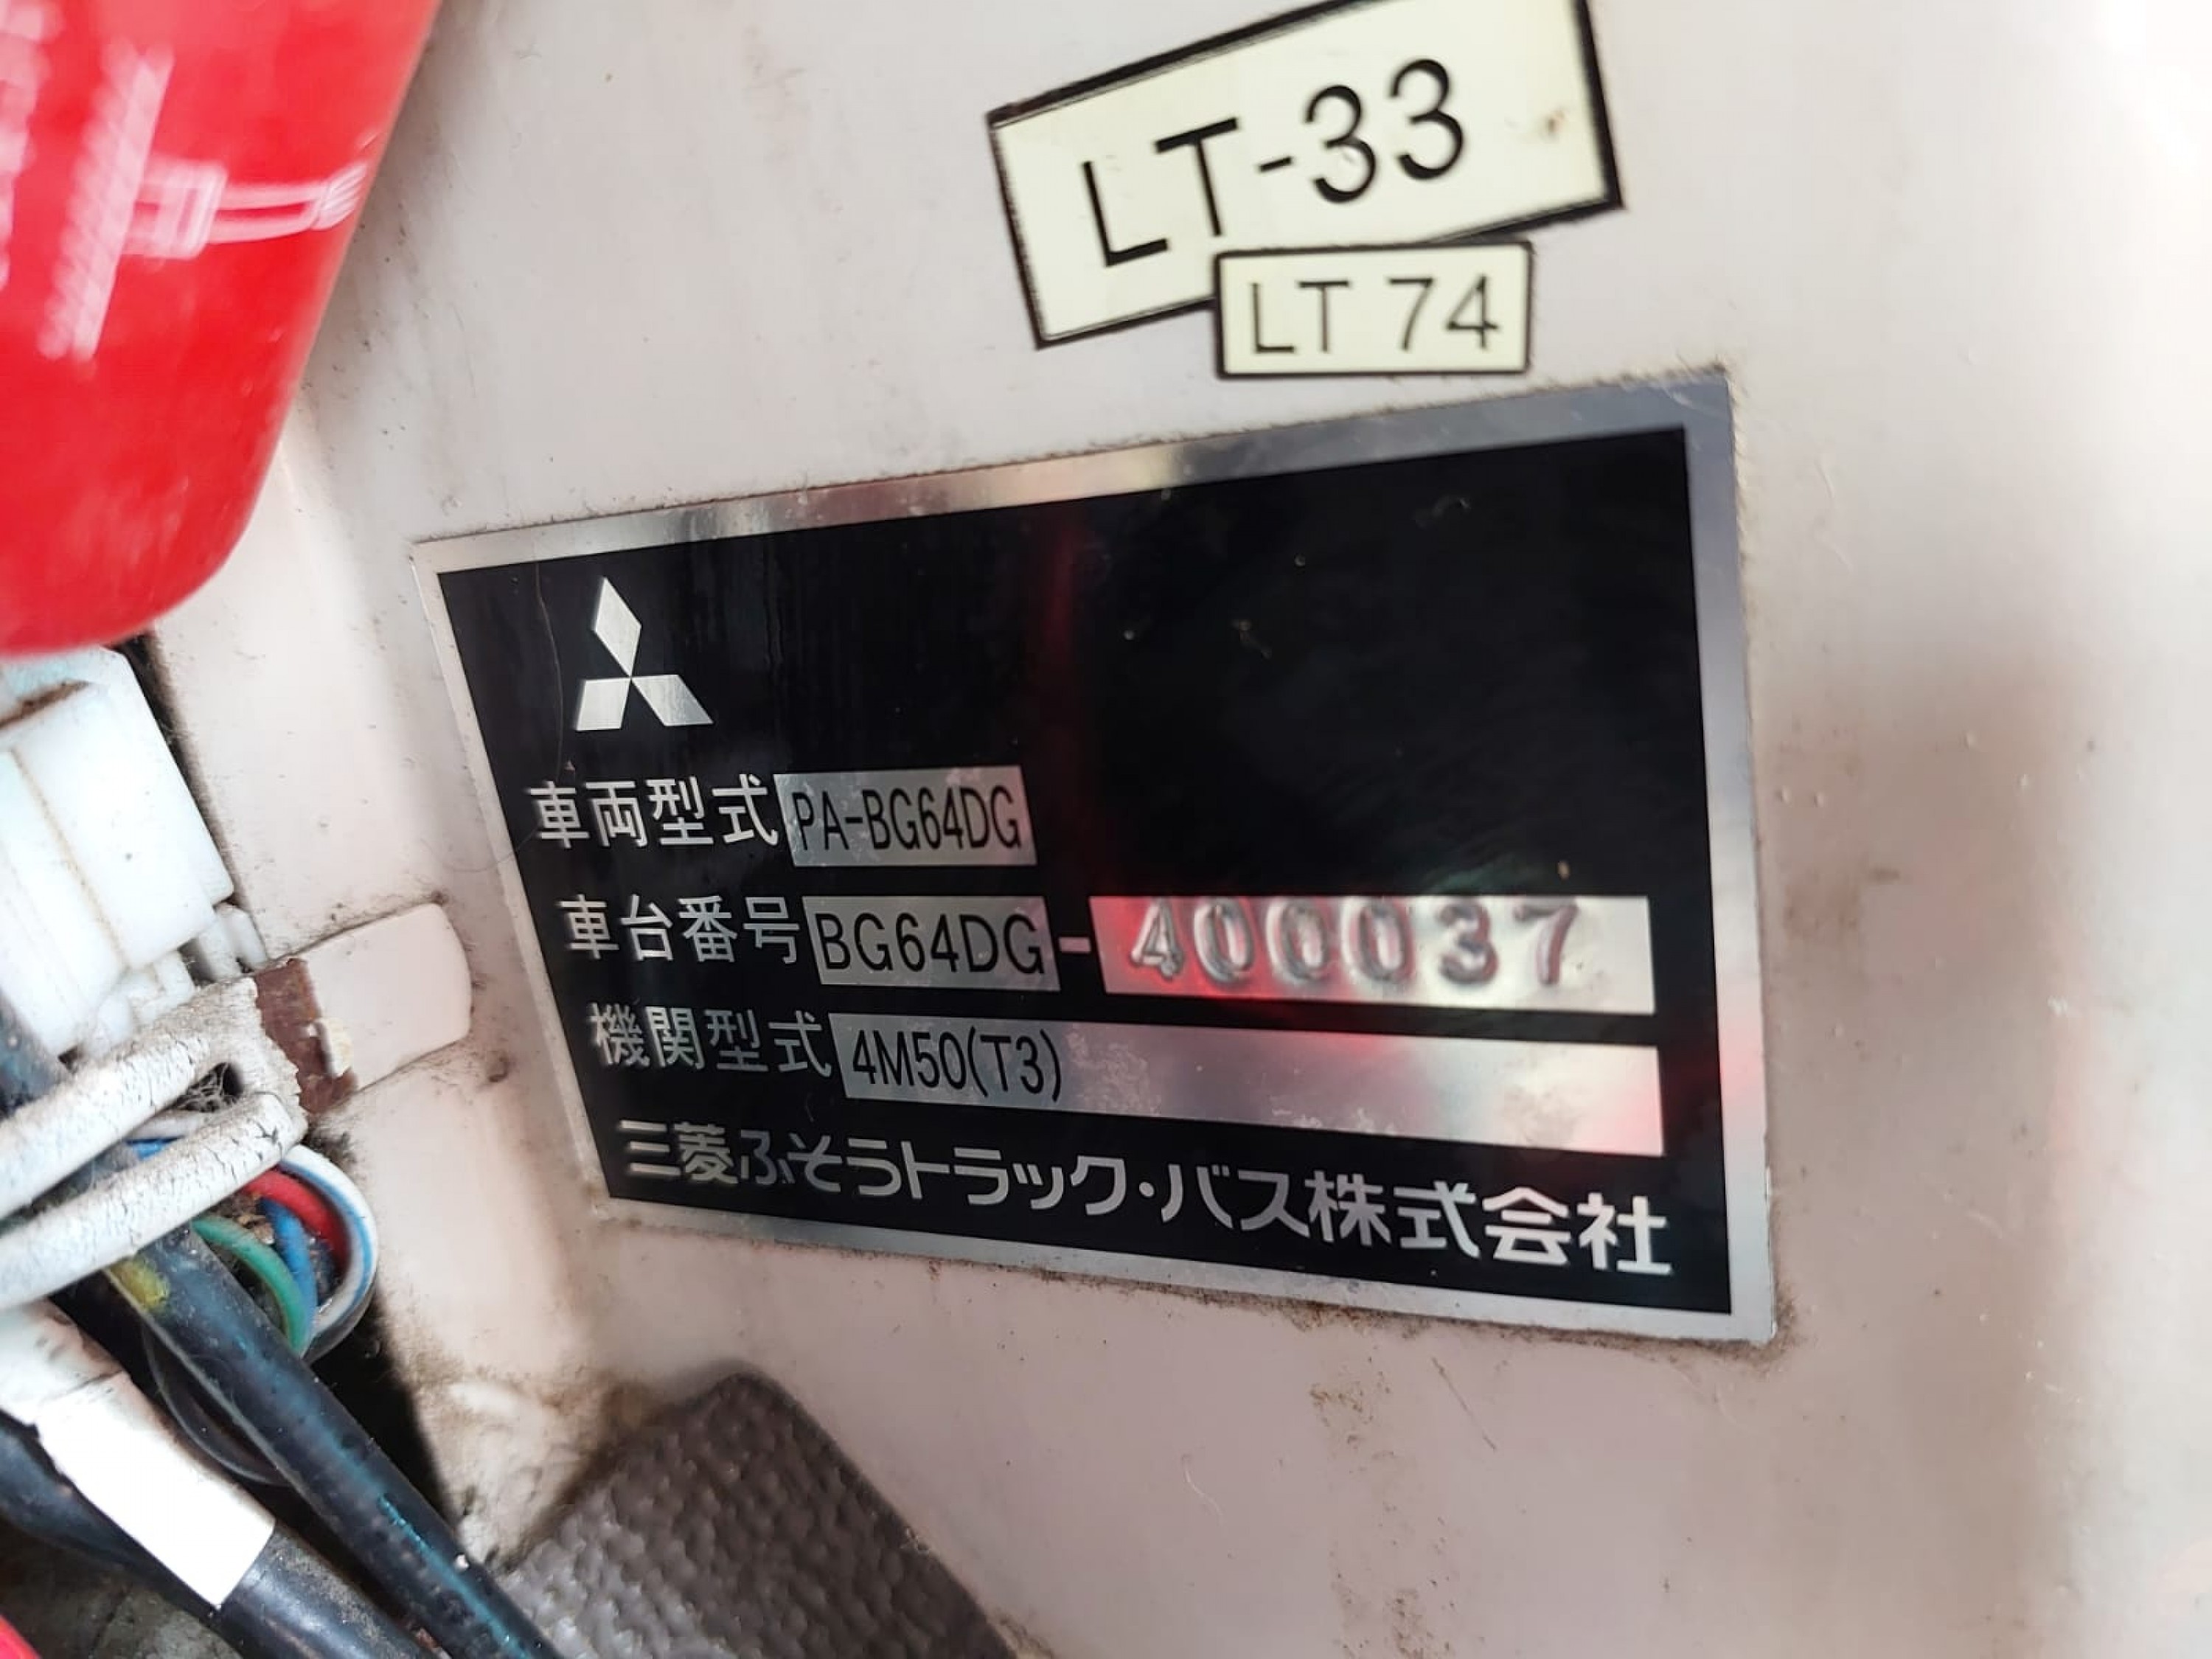 LT-33
LT 74
車両型式 PA-BG64DG
車台番号 BG64DG-400037
機関型式 4M50(T3)
三菱ふそうトラック・バス株式会社